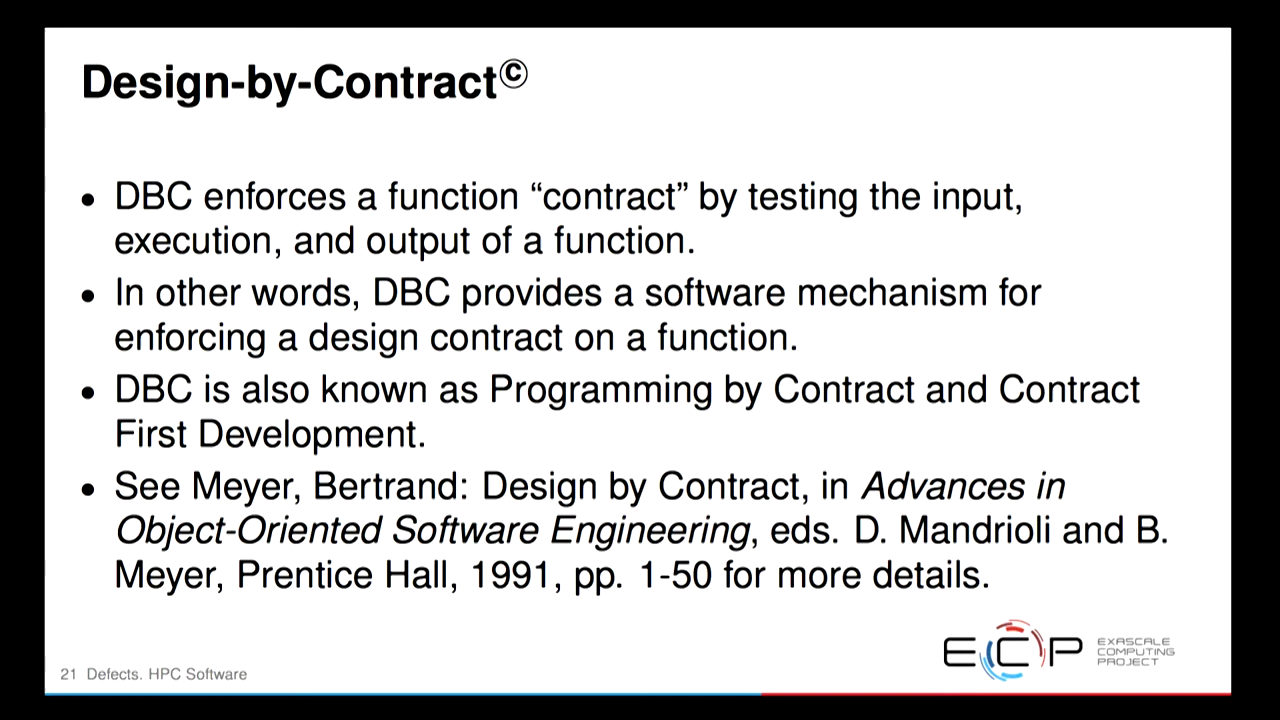 Design-by-Contract©
• DBC enforces a function “contract” by testing the input,
execution, and output of a function.
• In other words, DBC provides a software mechanism for
enforcing a design contract on a function.
• DBC is also known as Programming by Contract and Contract
First Development.
• See Meyer, Bertrand: Design by Contract, in Advances in
Object-Oriented Software Engineering, eds. D. Mandrioli and B.
Meyer, Prentice Hall, 1991, pp. 1-50 for more details.
21 Defects. HPC Software
ECP
EXASCALE
COMPUTING
PROJECT